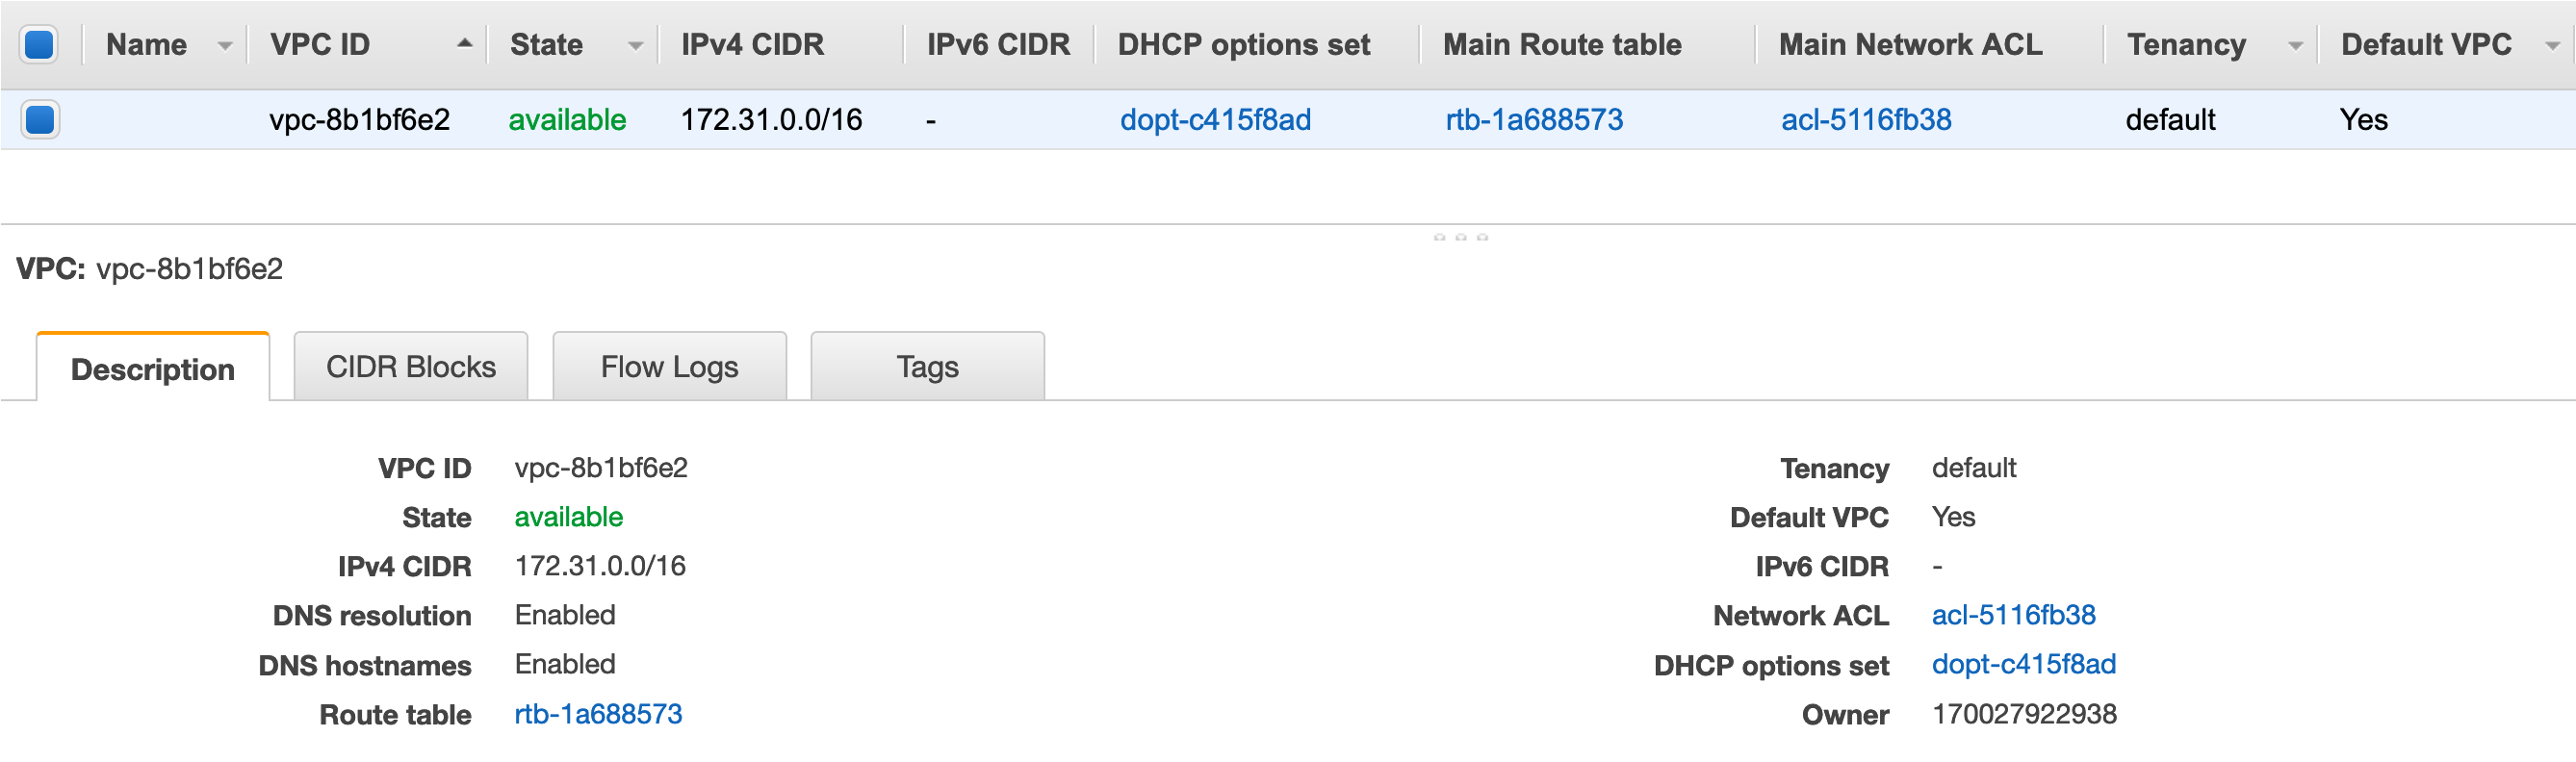 Name VPC ID State IPv4 CIDR IPv6 CIDR DHCP options set Main Route table Main Network ACL Tenancy Default VPC
vpc-8b1bf6e2 available 172.31.0.0/16 - dopt-c415f8ad rtb-1a688573 acl-5116fb38 default Yes
VPC: vpc-8b1bf6e2
Description CIDR Blocks Flow Logs Tags
VPC ID vpc-8b1bf6e2 Tenancy default
State available Default VPC Yes
IPv4 CIDR 172.31.0.0/16 IPv6 CIDR -
DNS resolution Enabled Network ACL acl-5116fb38
DNS hostnames Enabled DHCP options set dopt-c415f8ad
Route table rtb-1a688573 Owner 170027922938